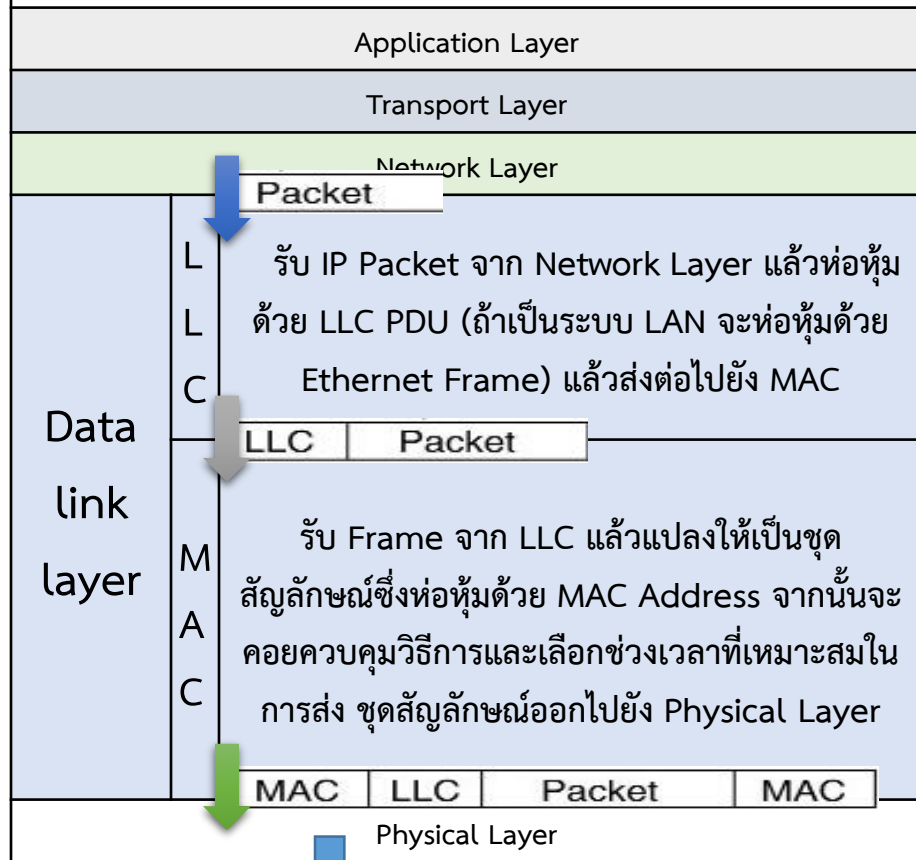 Application Layer
Transport Layer
Network Layer
Packet
Data
link
layer
L
L
C
รับ IP Packet จาก Network Layer แล้วห่อหุ้ม
ด้วย LLC PDU (ถ้าเป็นระบบ LAN จะห่อหุ้มด้วย
Ethernet Frame) แล้วส่งต่อไปยัง MAC
LLC Packet
M
A
C
รับ Frame จาก LLC แล้วแปลงให้เป็นชุด
สัญลักษณ์ซึ่งห่อหุ้มด้วย MAC Address จากนั้นจะ
คอยควบคุมวิธีการและเลือกช่วงเวลาที่เหมาะสมใน
การส่ง ชุดสัญลักษณ์ออกไปยัง Physical Layer
MAC LLC Packet MAC
Physical Layer